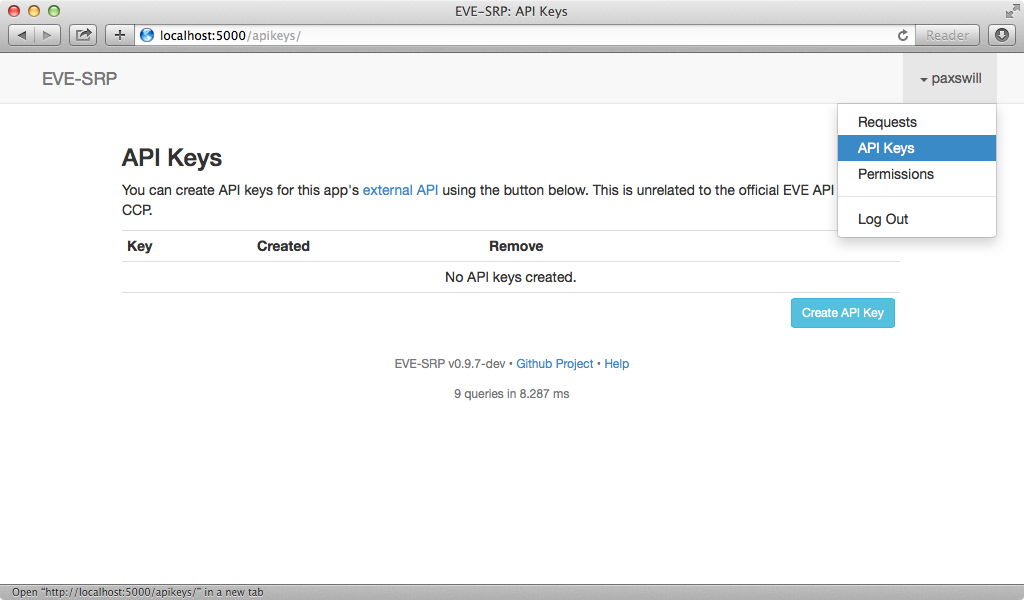 EVE-SRP: API Keys
localhost:5000/apikeys/
Reader
EVE-SRP
paxswill
Requests
API Keys
Permissions
Log Out
API Keys
You can create API keys for this app's external API using the button below. This is unrelated to the official EVE API
CCP.
Key Created Remove
No API keys created.
Create API Key
EVE-SRP v0.9.7-dev • Github Project • Help
9 queries in 8.287 ms
Open “http://localhost:5000/apikeys/” in a new tab